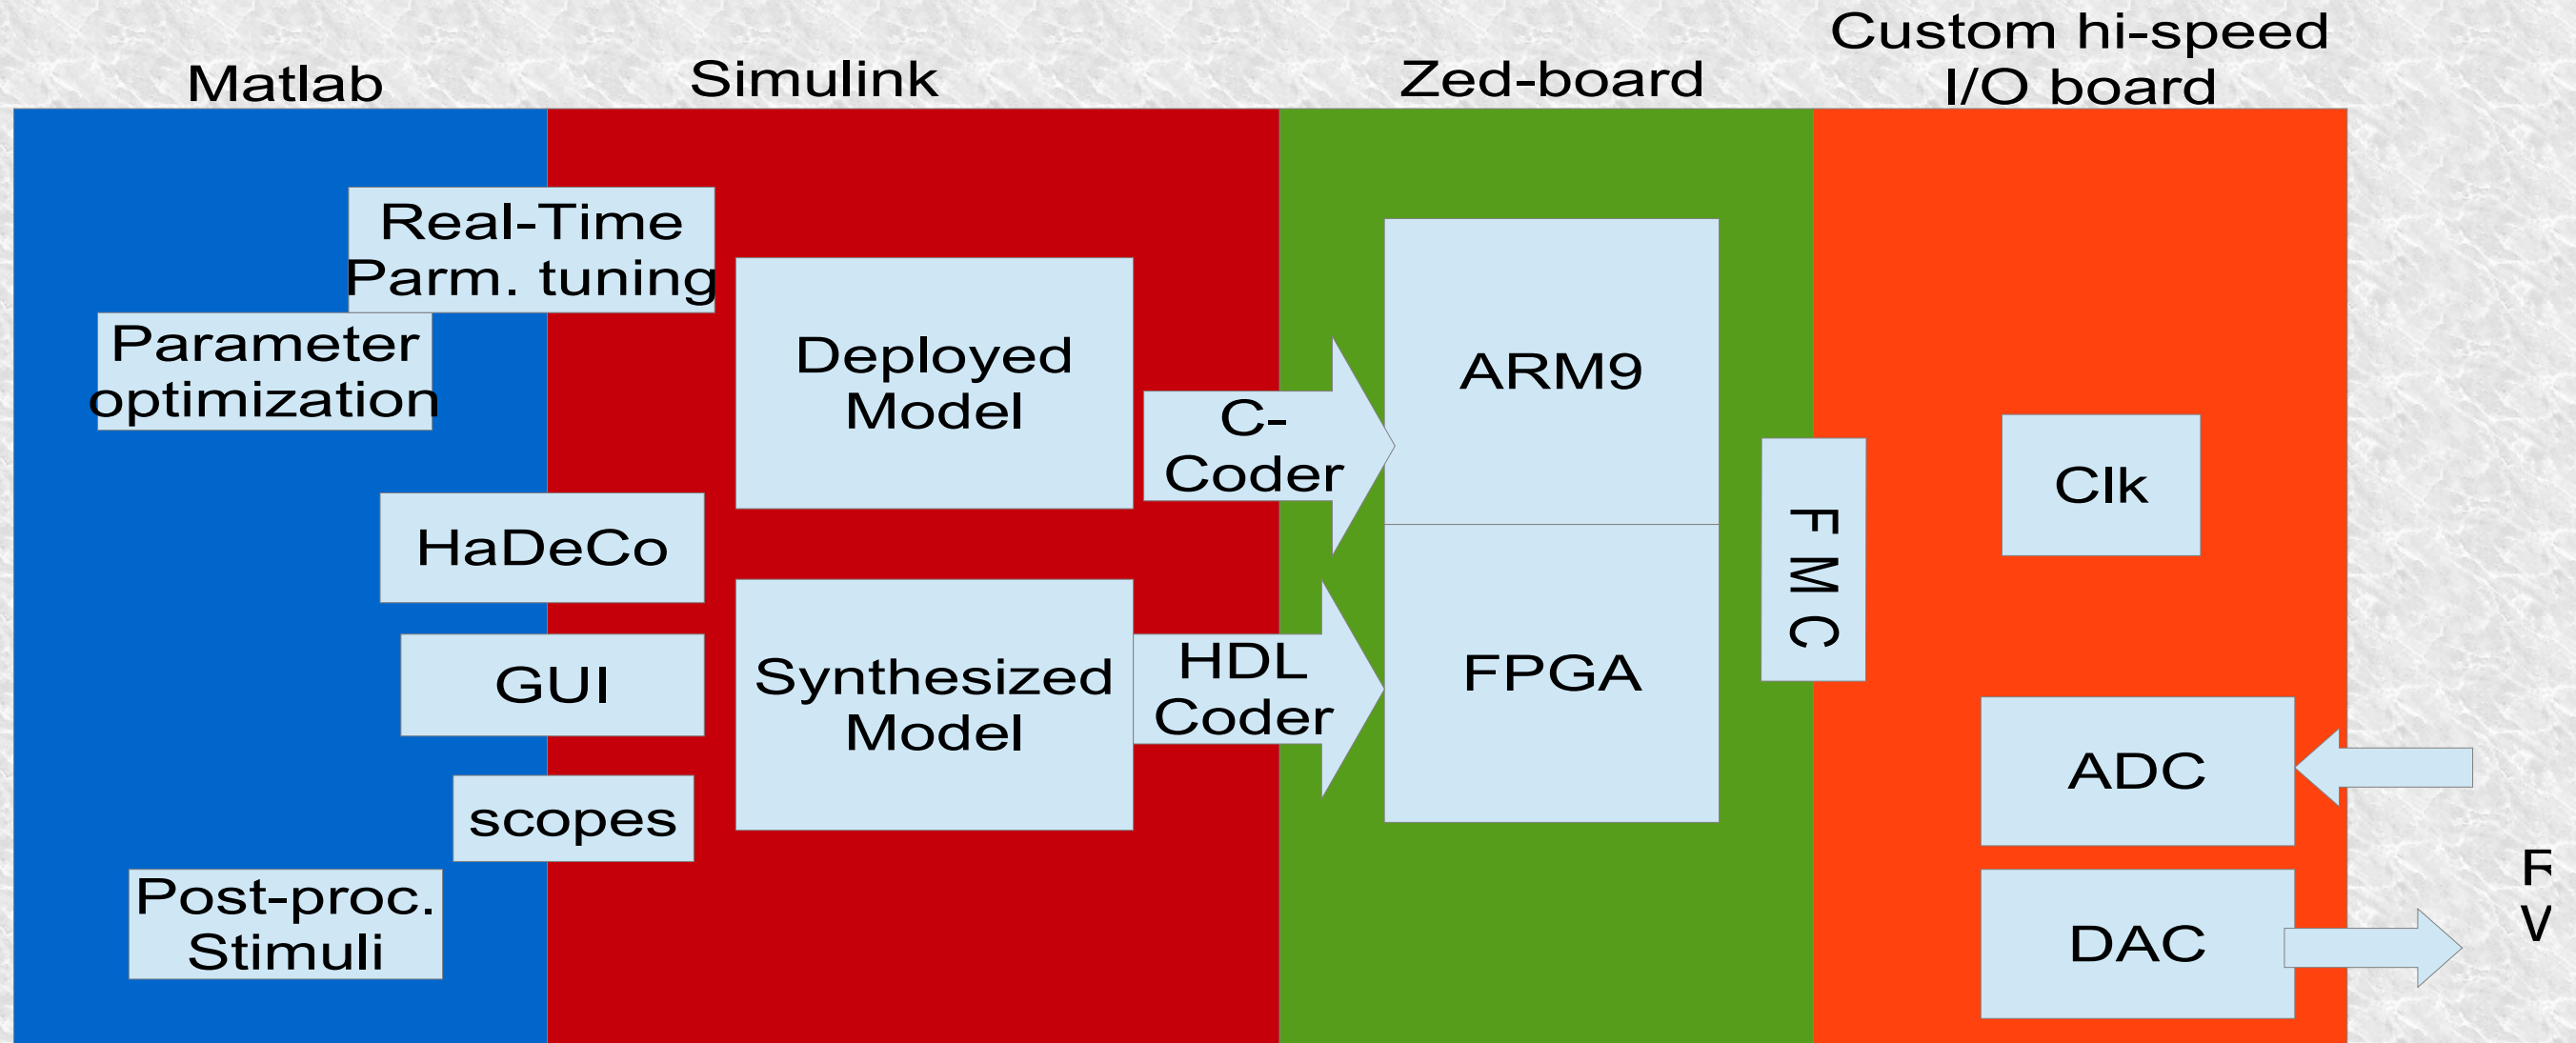 Matlab
Simulink
Zed-board
Custom hi-speed
I/O board
Real-Time
Parm. tuning
Parameter
optimization
HaDeCo
GUI
scopes
Post-proc.
Stimuli
Deployed
Model
Synthesized
Model
C-
Coder
HDL
Coder
ARM9
FPGA
FMC
Clk
ADC
DAC